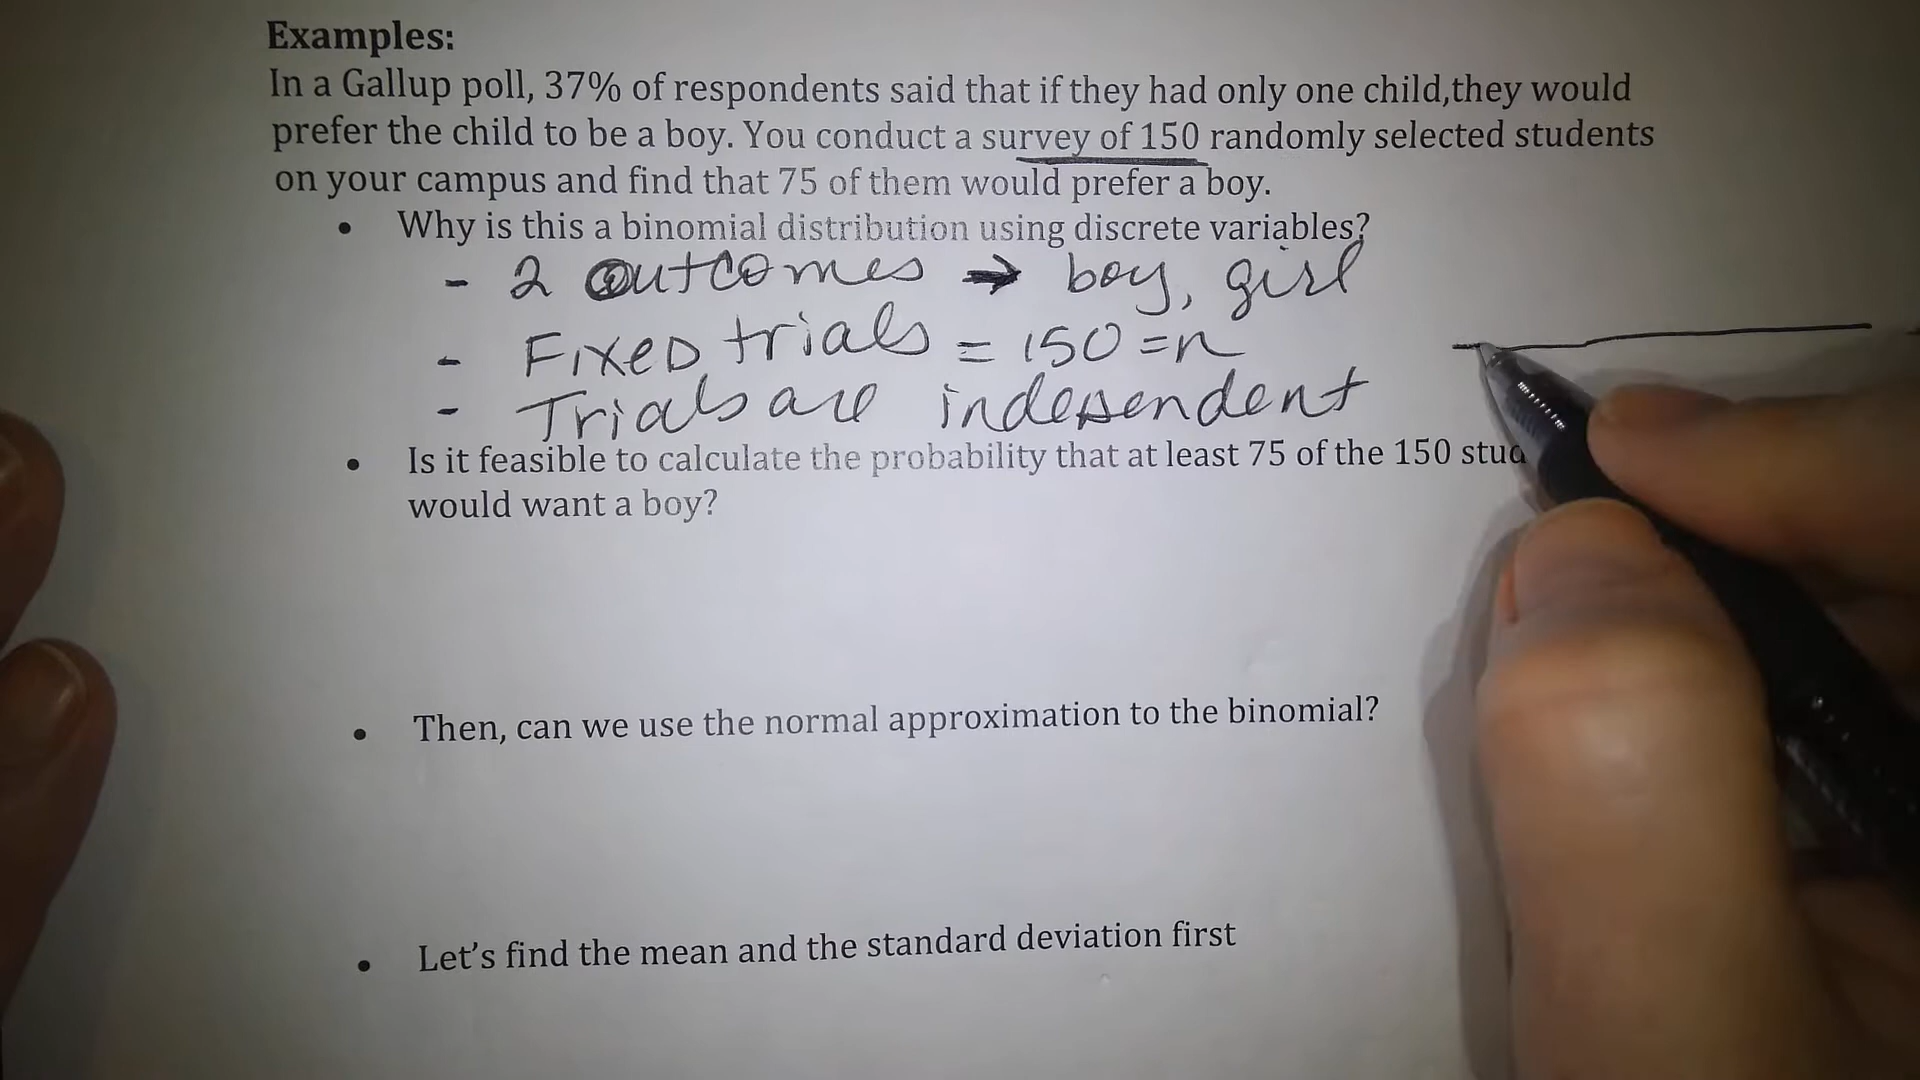 Examples:
In a Gallup poll, 37% of respondents said that if they had only one child,they would
prefer the child to be a boy. You conduct a survey of 150 randomly selected students
on your campus and find that 75 of them would prefer a boy.
• Why is this a binomial distribution using discrete variables?
- 2 Outcomes → boy, girl
- FIXED trials = 150 = n
- Trials are independent
• Is it feasible to calculate the probability that at least 75 of the 150
would want a boy?
• Then, can we use the normal approximation to the binomial?
• Let's find the mean and the standard deviation first